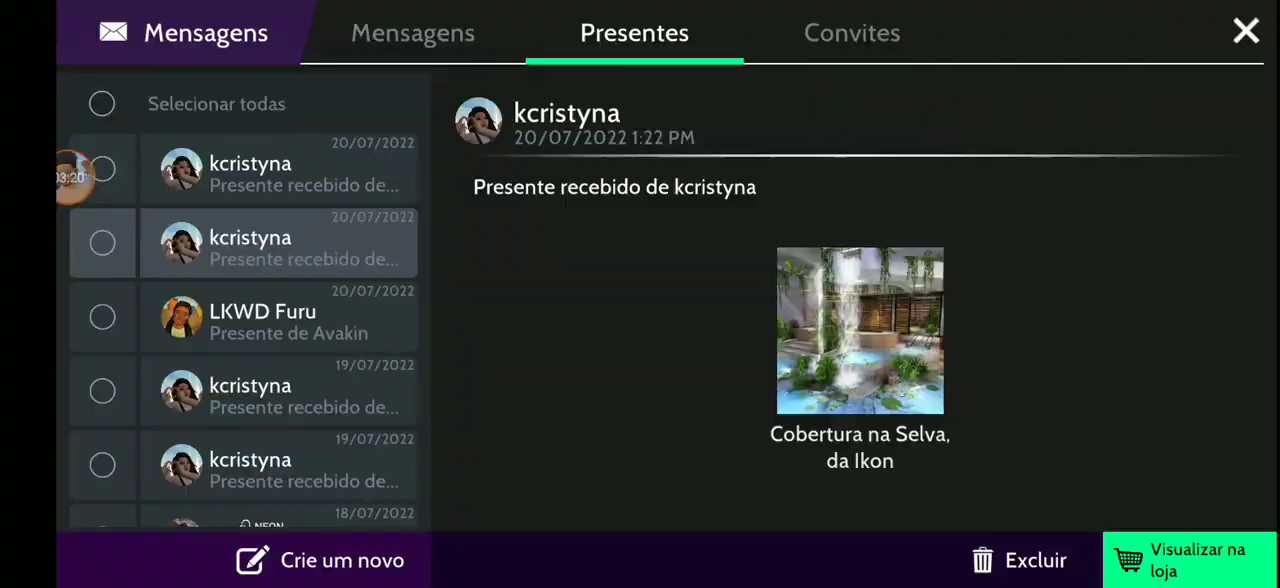 Mensagens
Mensagens
Presentes
Convites
Selecionar todas
20/07/2022
kcristyna
Presente recebido de...
03:20
20/07/2022
kcristyna
Presente recebido de...
20/07/2022
LKWD Furu
Presente de Avakin
19/07/2022
kcristyna
Presente recebido de...
19/07/2022
kcristyna
Presente recebido de...
18/07/2022
NEON
Crie um novo
kcristyna
20/07/2022 1:22 PM
Presente recebido de kcristyna
Cobertura na Selva,
da Ikon
Excluir
Visualizar na
loja